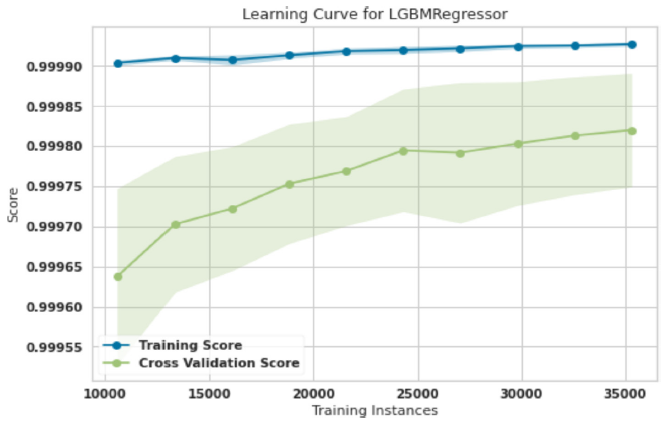 Learning Curve for LGBMRegressor
0.99990
0.99985
0.99980
0.99975
0.99970
0.99965
0.99960
0.99955
Score
Training Score
Cross Validation Score
10000 15000 20000 25000 30000 35000
Training Instances